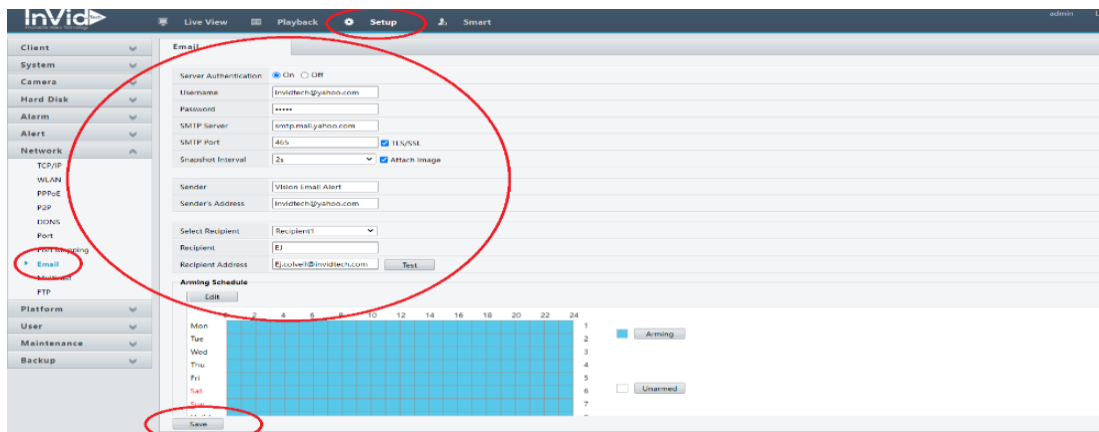 InVid Tech
Live View Playback Setup Smart
admin
Client
System
Camera
Hard Disk
Alarm
Alert
Network
TCP/IP
WLAN
PPPoE
P2P
DDNS
Port
Port Mapping
Email
Multicast
FTP
Platform
User
Maintenance
Backup
Email
Server Authentication On Off
Username invidtech@yahoo.com
Password •••••
SMTP Server smtp.mail.yahoo.com
SMTP Port 465 TLS/SSL
Snapshot Interval 2s Attach Image
Sender Vision Email Alert
Sender's Address invidtech@yahoo.com
Select Recipient Recipient1
Recipient EJ
Recipient Address Ej.colvell@invidtech.com Test
Arming Schedule
Edit
0 2 4 6 8 10 12 14 16 18 20 22 24
Mon 1
Tue 2
Wed 3
Thu 4
Fri 5
Sat 6
Sun 7
Arming
Unarmed
Save